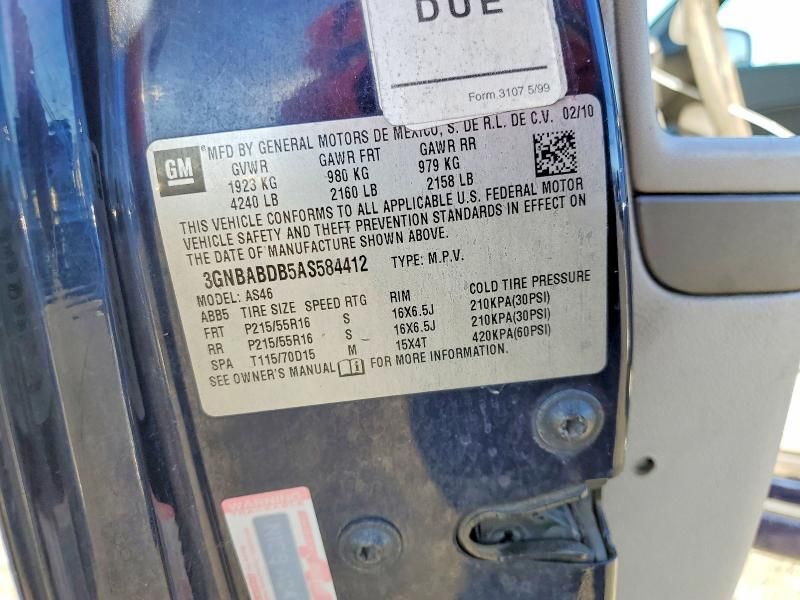 DUE
Form 3107 5/99
GM
®MFD BY GENERAL MOTORS DE MEXICO, S. DE R.L. DE C.V. 02/10
GVWR GAWR FRT GAWR RR
1923 KG 980 KG 979 KG
4240 LB 2160 LB 2158 LB
THIS VEHICLE CONFORMS TO ALL APPLICABLE U.S. FEDERAL MOTOR
VEHICLE SAFETY AND THEFT PREVENTION STANDARDS IN EFFECT ON
THE DATE OF MANUFACTURE SHOWN ABOVE.
3GNBABDB5AS584412 TYPE: M.P.V.
MODEL: AS46
ABB5 TIRE SIZE SPEED RTG RIM COLD TIRE PRESSURE
FRT P215/55R16 S 16X6.5J 210KPA(30PSI)
RR P215/55R16 S 16X6.5J 210KPA(30PSI)
SPA T115/70D15 M 15X4T 420KPA(60PSI)
SEE OWNER'S MANUAL FOR MORE INFORMATION.
WARNING